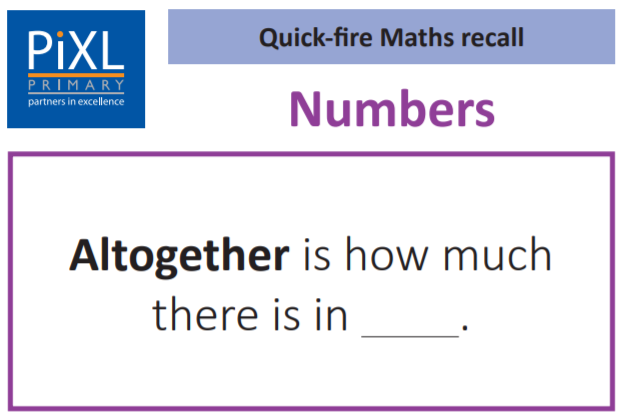 PiXL
PRIMARY
partners in excellence
Quick-fire Maths recall
Numbers
Altogether is how much
there is in _____.